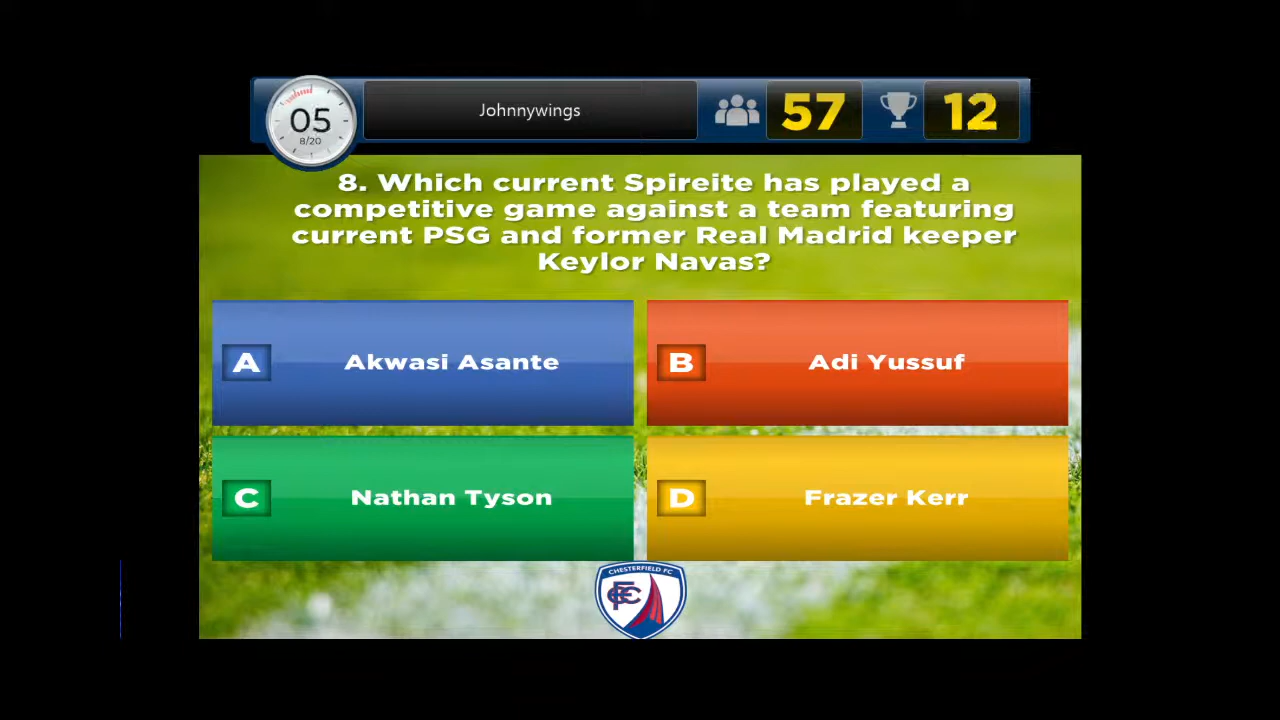 05
8/20
Johnnywings
57
12
8. Which current Spireite has played a
competitive game against a team featuring
current PSG and former Real Madrid keeper
Keylor Navas?
A Akwasi Asante
B Adi Yussuf
C Nathan Tyson
D Frazer Kerr
CHESTERFIELD FC